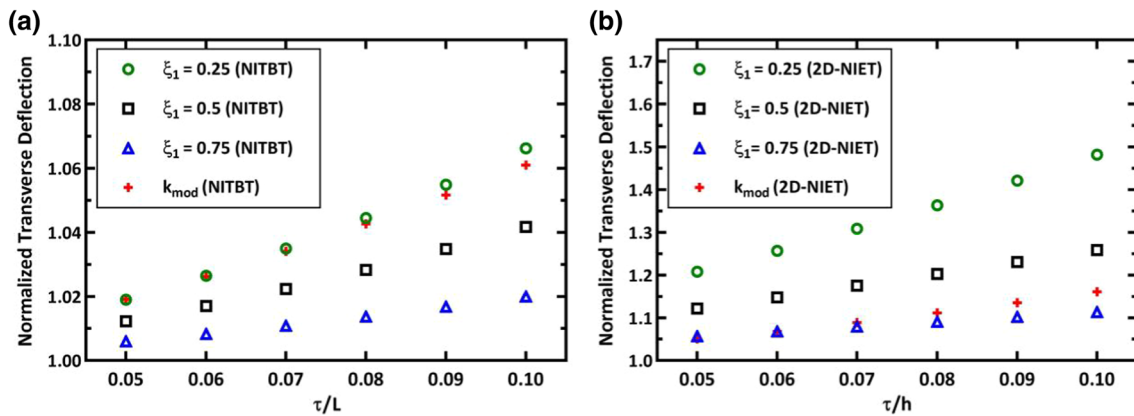 (a)
Normalized Transverse Deflection
1.10
1.08
1.06
1.04
1.02
1.00
ξ₁ = 0.25 (NITBT)
ξ₁ = 0.5 (NITBT)
ξ₁ = 0.75 (NITBT)
kmod (NITBT)
0.05 0.06 0.07 0.08 0.09 0.10
τ/L
(b)
Normalized Transverse Deflection
1.7
1.6
1.5
1.4
1.3
1.2
1.1
1.0
ξ₁ = 0.25 (2D-NIET)
ξ₁ = 0.5 (2D-NIET)
ξ₁= 0.75 (2D-NIET)
kmod (2D-NIET)
0.05 0.06 0.07 0.08 0.09 0.10
τ/h